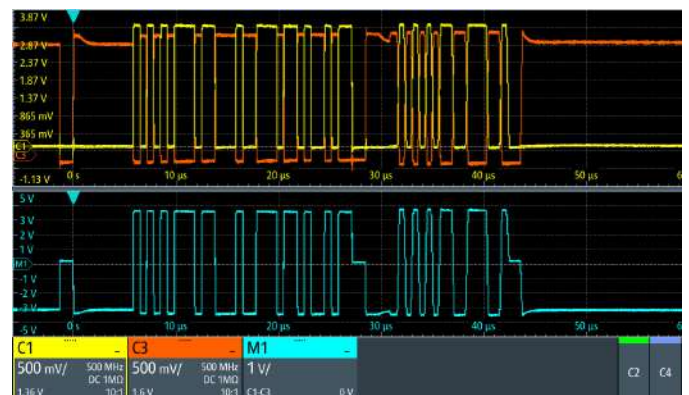 3.87 V
2.87 V
2.37 V
1.87 V
1.37 V
865 mV
365 mV
C1
C3
-1.13 V
0 s 10 µs 20 µs 30 µs 40 µs 50 µs 6
5 V
3 V
2 V
1 V
M1
-1 V
-2 V
-3 V
-5 V
0 s 10 µs 20 µs 30 µs 40 µs 50 µs 6
C1 C3 M1
500 mV/ 500 MHz 500 mV/ 500 MHz 1 V/
DC 1MΩ DC 1MΩ C2 C4
1.36 V 10:1 1.6 V 10:1 C1-C3 0 V